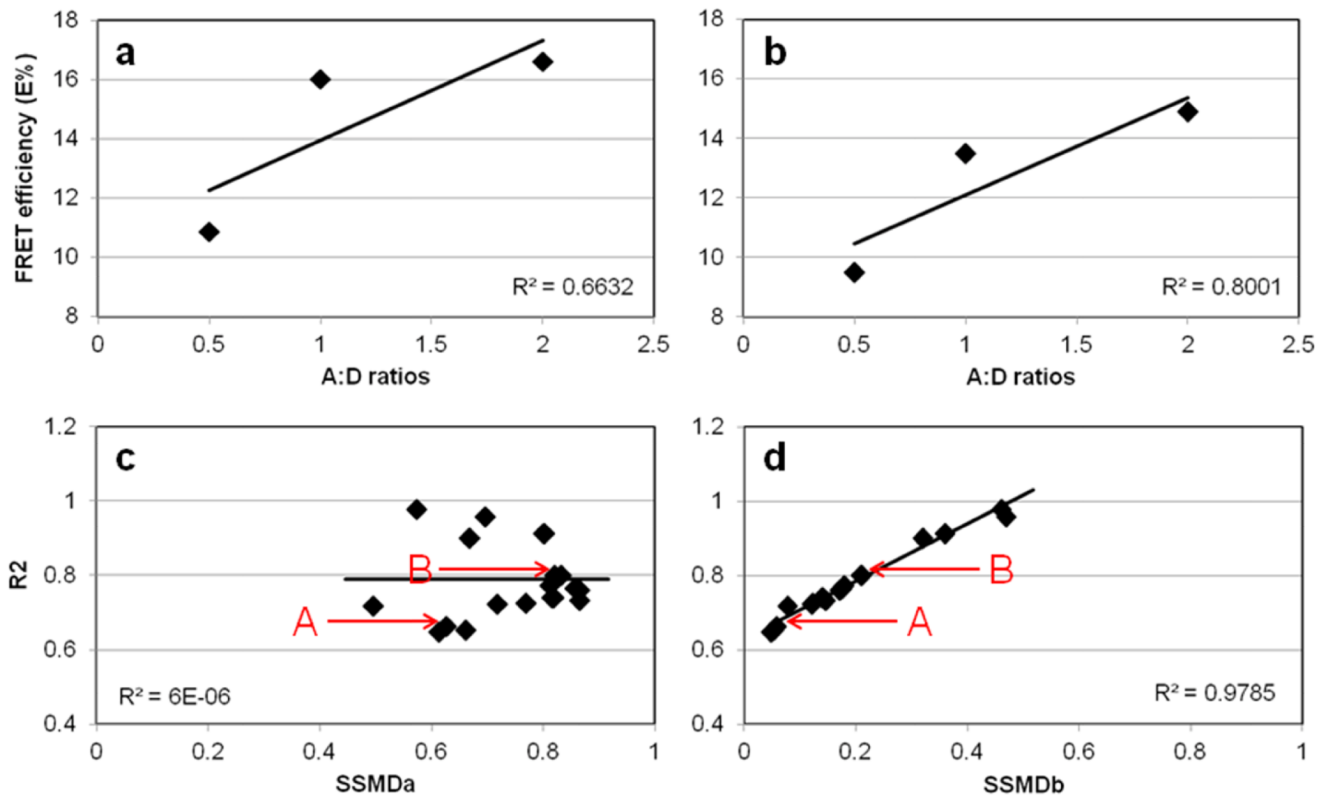 a
FRET efficiency (E%)
18
16
14
12
10
8
0 0.5 1 1.5 2 2.5
A:D ratios
R² = 0.6632
b
18
16
14
12
10
8
0 0.5 1 1.5 2 2.5
A:D ratios
R² = 0.8001
c
R2
1.2
1
0.8
0.6
0.4
0 0.2 0.4 0.6 0.8 1
SSMDa
B
A
R² = 6E-06
d
1.2
1
0.8
0.6
0.4
0 0.2 0.4 0.6 0.8 1
SSMDb
B
A
R² = 0.9785